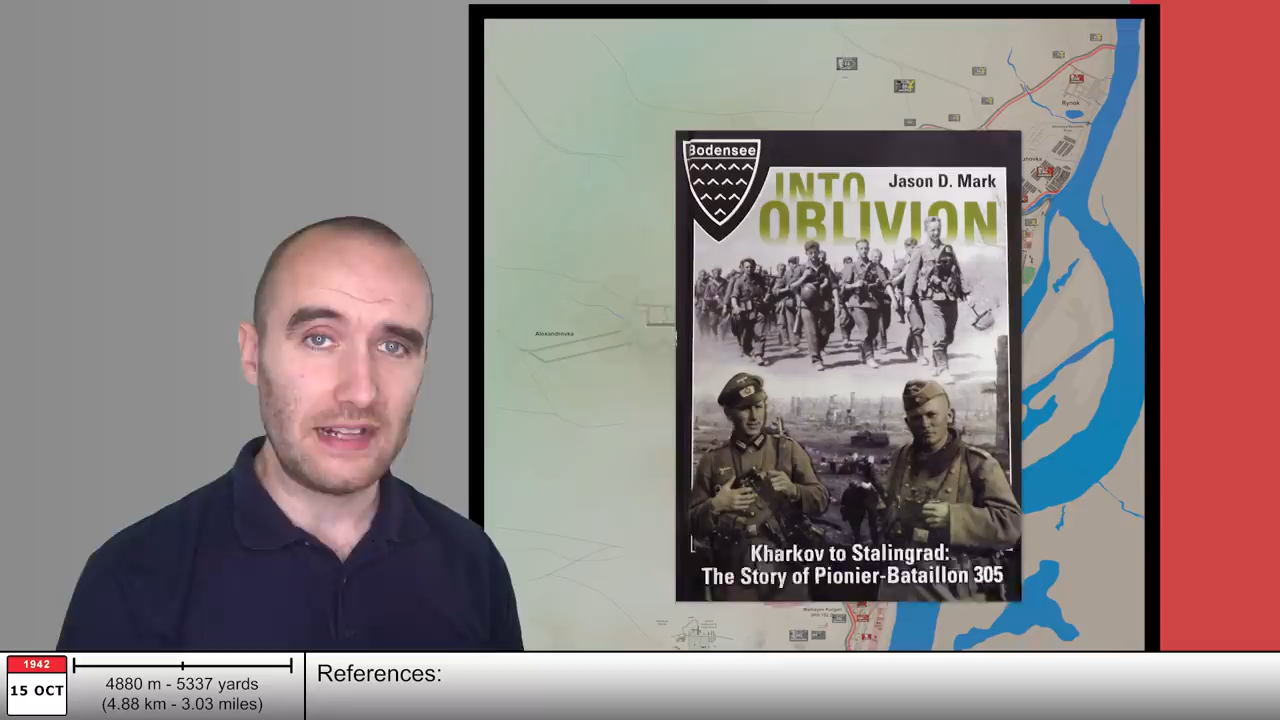 Rynok
Bodensee
INTO
OBLIVION
Jason D. Mark
Alexandrovka
Kharkov to Stalingrad:
The Story of Pionier-Bataillon 305
1942
15 OCT
4880 m - 5337 yards
(4.88 km - 3.03 miles)
References: